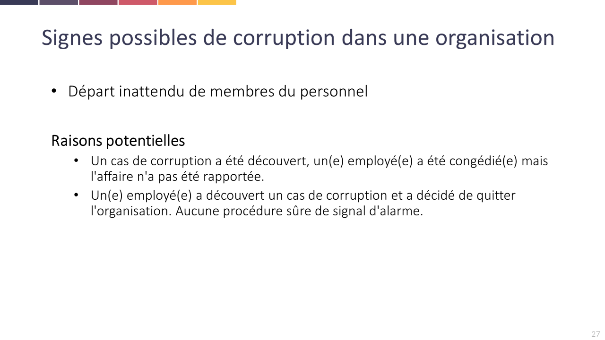 Signes possibles de corruption dans une organisation
• Départ inattendu de membres du personnel
Raisons potentielles
• Un cas de corruption a été découvert, un(e) employé(e) a été congédié(e) mais
l'affaire n'a pas été rapportée.
• Un(e) employé(e) a découvert un cas de corruption et a décidé de quitter
l'organisation. Aucune procédure sûre de signal d'alarme.
27